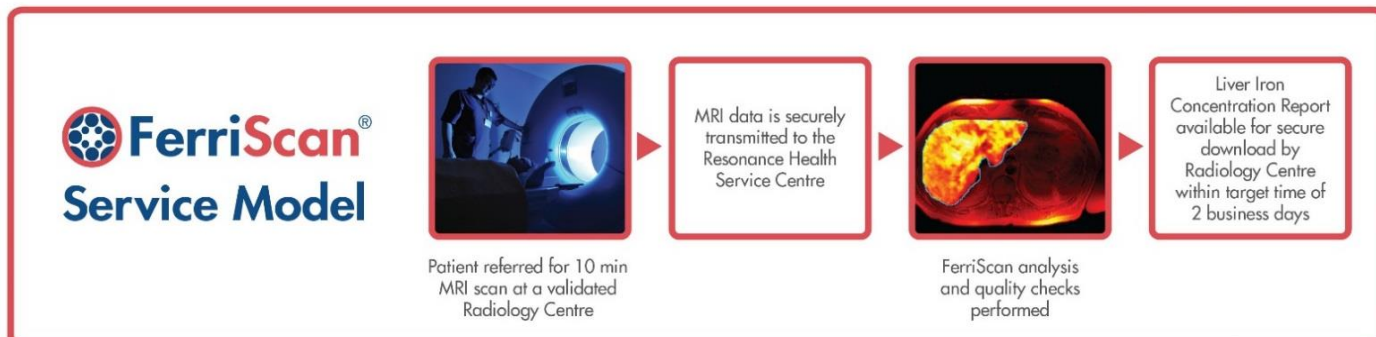 FerriScan®
Service Model
Patient referred for 10 min
MRI scan at a validated
Radiology Centre
MRI data is securely
transmitted to the
Resonance Health
Service Centre
FerriScan analysis
and quality checks
performed
Liver Iron
Concentration Report
available for secure
download by
Radiology Centre
within target time of
2 business days